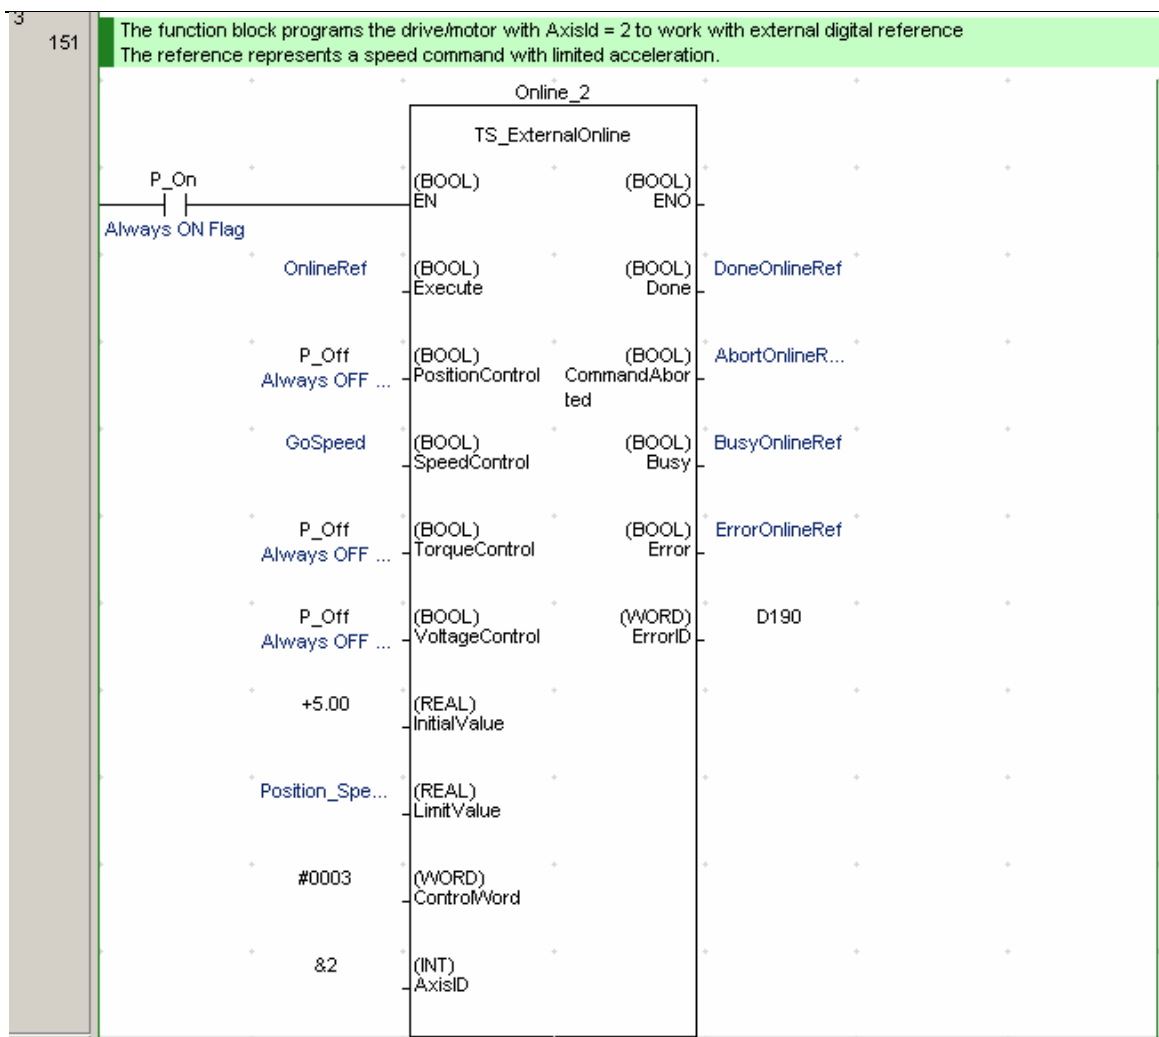 3
151
The function block programs the drive/motor with AxisId = 2 to work with external digital reference
The reference represents a speed command with limited acceleration.
Online_2
TS_ExternalOnline
P_On
(BOOL) (BOOL)
EN ENO
Always ON Flag
OnlineRef (BOOL) (BOOL) DoneOnlineRef
Execute Done
P_Off (BOOL) (BOOL) AbortOnlineR...
Always OFF ... PositionControl CommandAbor
ted
GoSpeed (BOOL) (BOOL) BusyOnlineRef
SpeedControl Busy
P_Off (BOOL) (BOOL) ErrorOnlineRef
Always OFF ... TorqueControl Error
P_Off (BOOL) (WORD) D190
Always OFF ... VoltageControl ErrorID
+5.00 (REAL)
InitialValue
Position_Spe... (REAL)
LimitValue
#0003 (WORD)
ControlWord
&2 (INT)
AxisID